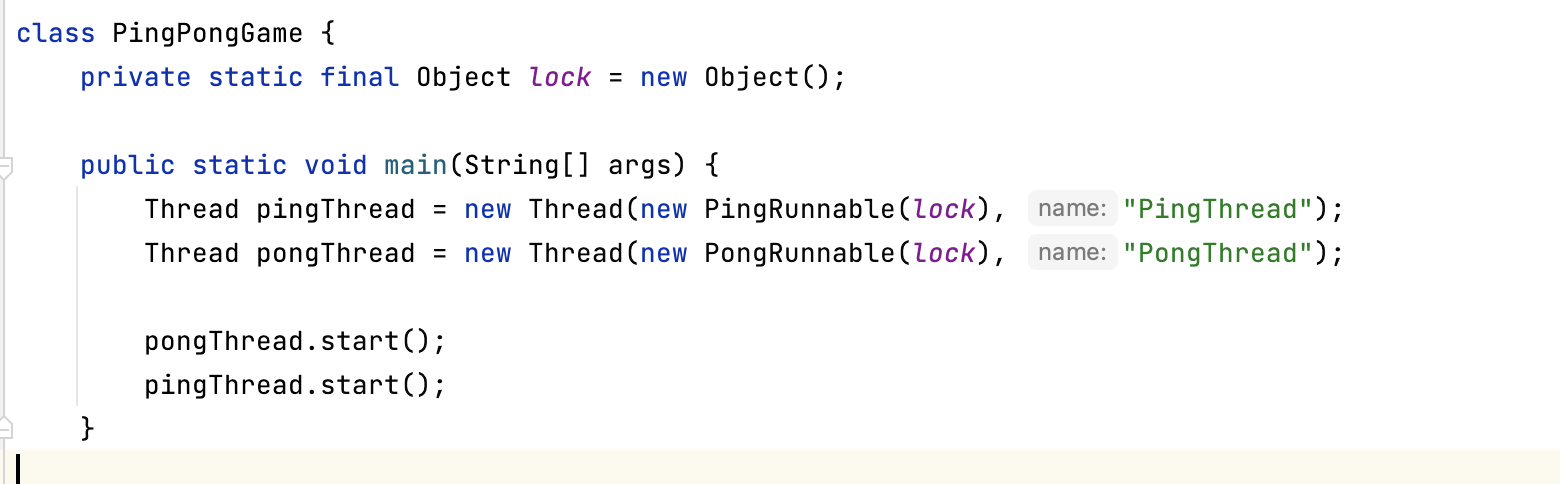 class PingPongGame {
    private static final Object lock = new Object();
    public static void main(String[] args) {
        Thread pingThread = new Thread(new PingRunnable(lock), name: "PingThread");
        Thread pongThread = new Thread(new PongRunnable(lock), name: "PongThread");
        pongThread.start();
        pingThread.start();
    }